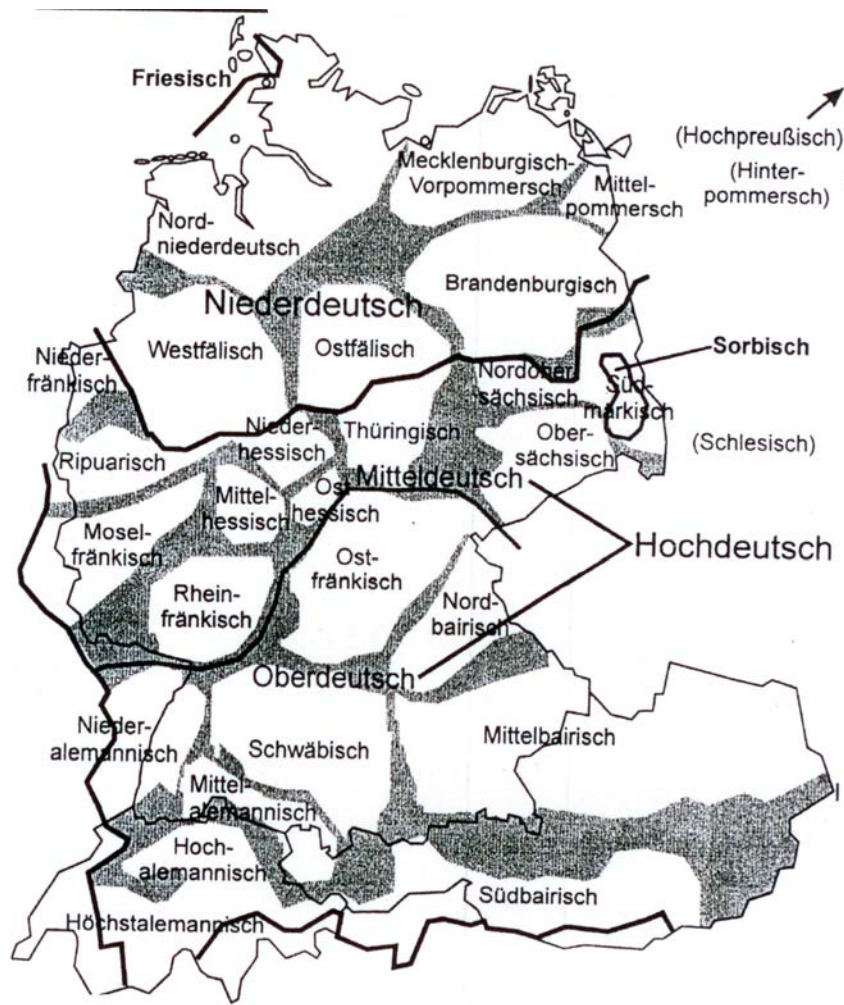 Friesisch
(Hochpreußisch)
(Hinter-
pommersch)
Mecklenburgisch-
Vorpommersch
Mittel-
pommersch
Nord-
niederdeutsch
Brandenburgisch
Niederdeutsch
Westfälisch
Ostfälisch
Sorbisch
Nieder-
fränkisch
Nordober-
sächsisch
Süd-
märkisch
Nieder-
hessisch
Thüringisch
Ober-
sächsisch
(Schlesisch)
Ripuarisch
Mitteldeutsch
Mittel-
hessisch
Ost-
hessisch
Mosel-
fränkisch
Hochdeutsch
Ost-
fränkisch
Rhein-
fränkisch
Nord-
bairisch
Oberdeutsch
Nieder-
alemannisch
Schwäbisch
Mittelbairisch
Mittel-
alemannisch
Hoch-
alemannisch
Südbairisch
Höchstalemannisch